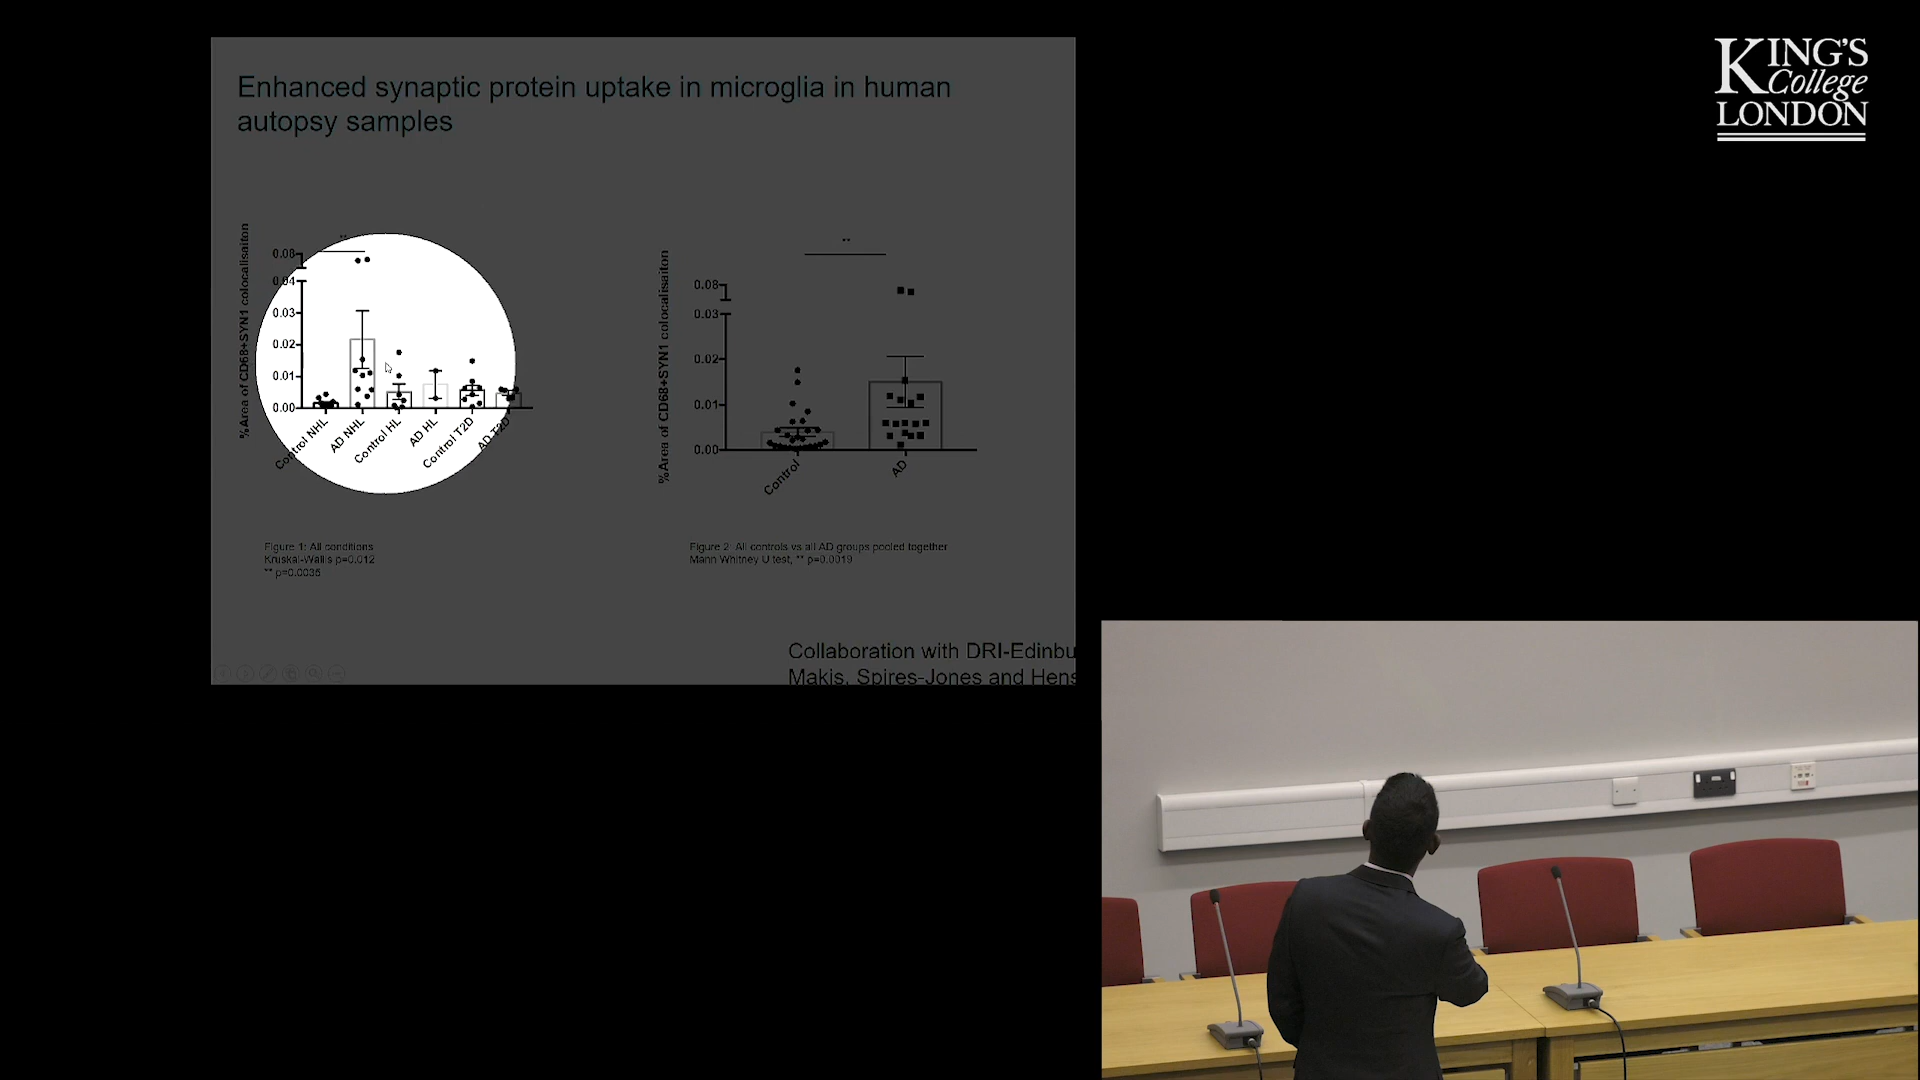 Enhanced synaptic protein uptake in microglia in human
autopsy samples
KING'S
College
LONDON
%Area of CD68+SYN1 colocalisaiton
**
0.08
0.04
0.03
0.02
0.01
0.00
Control NHL
AD NHL
Control HL
AD HL
Control T2D
AD T2D
Figure 1: All conditions
Kruskal-Wallis p=0.012
** p=0.0035
%Area of CD68+SYN1 colocalisaiton
**
0.08
0.03
0.02
0.01
0.00
Control
AD
Figure 2: All controls vs all AD groups pooled together
Mann Whitney U test, ** p=0.0019
Collaboration with DRI-Edinbu
Makis, Spires-Jones and Hens